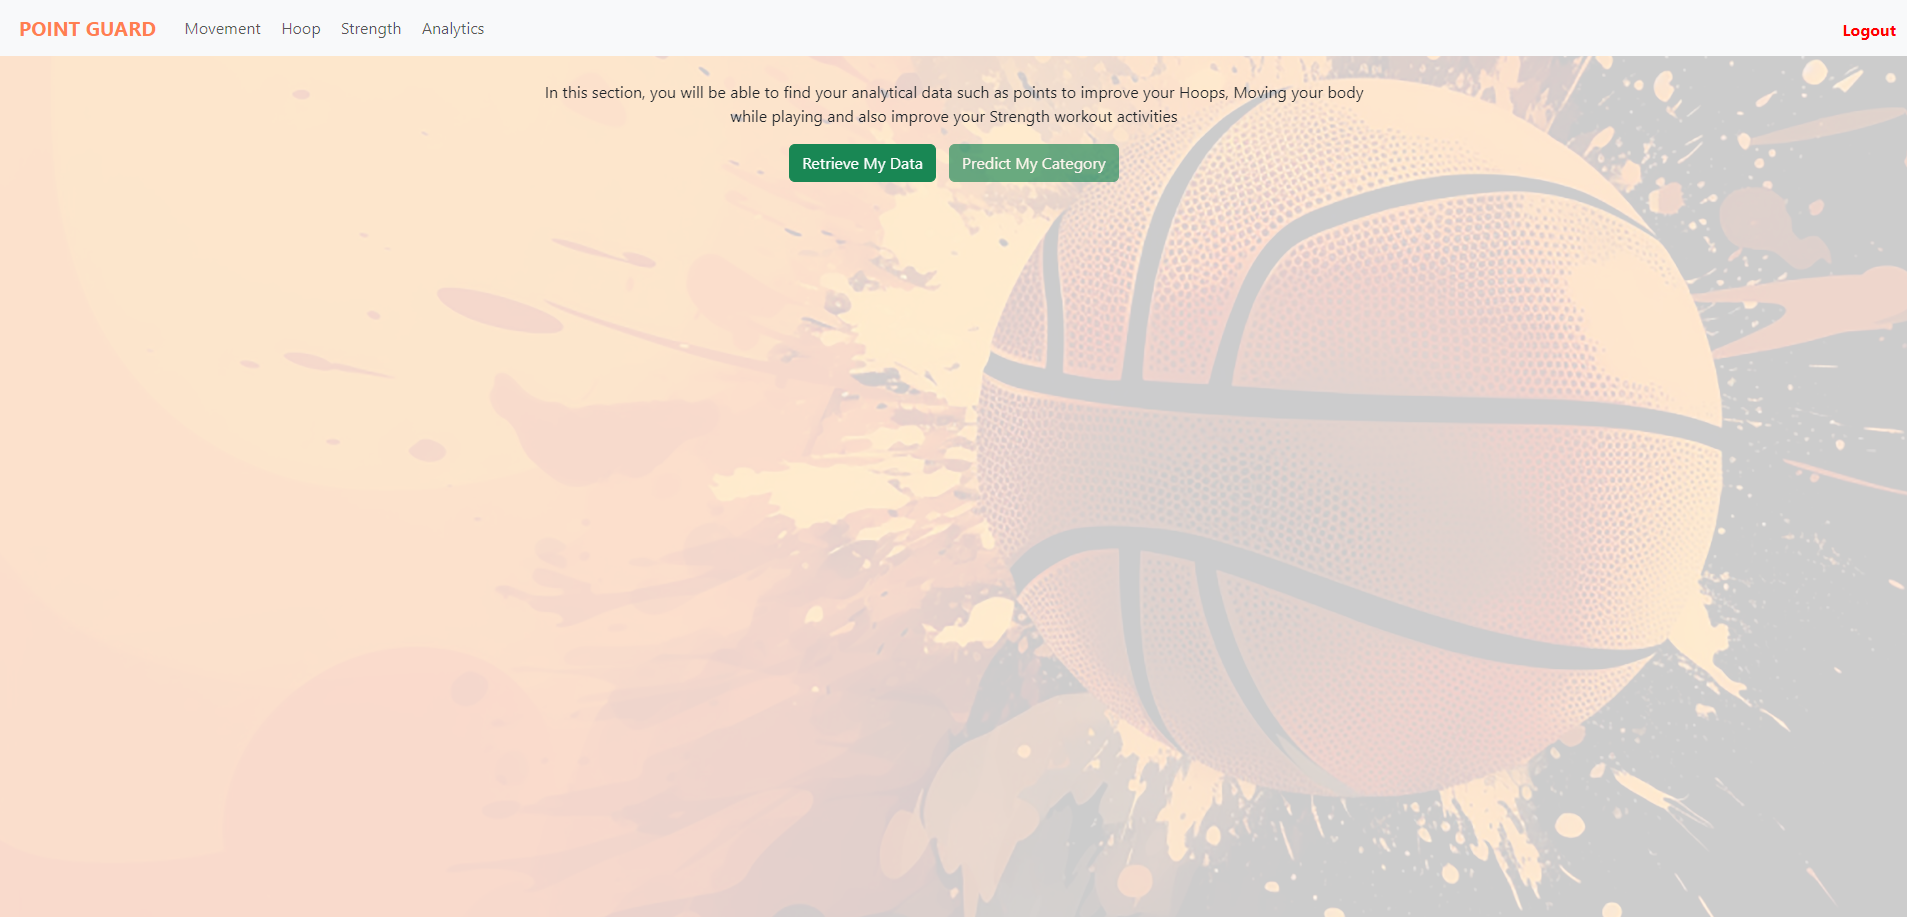 POINT GUARD Movement Hoop Strength Analytics Logout
In this section, you will be able to find your analytical data such as points to improve your Hoops, Moving your body
while playing and also improve your Strength workout activities
Retrieve My Data Predict My Category